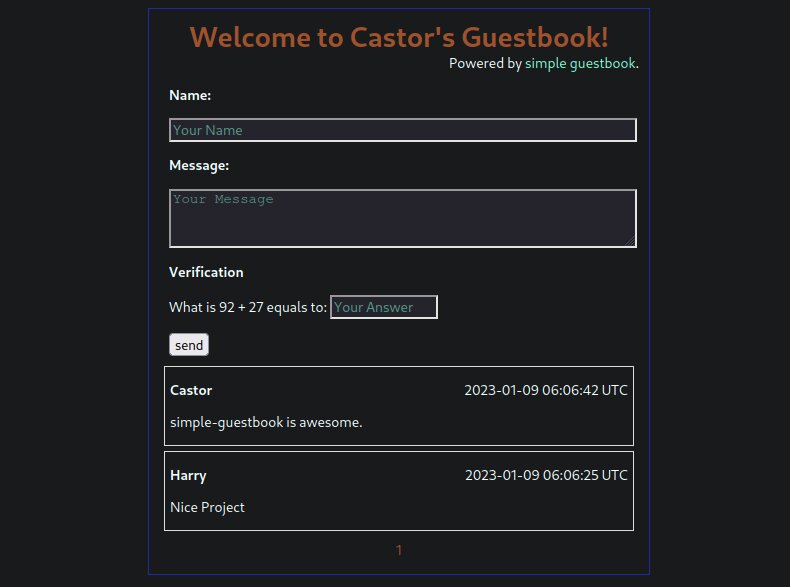 Welcome to Castor's Guestbook!
Powered by simple guestbook.
Name:
Your Name
Message:
Your Message
Verification
What is 92 + 27 equals to: Your Answer
send
Castor 2023-01-09 06:06:42 UTC
simple-guestbook is awesome.
Harry 2023-01-09 06:06:25 UTC
Nice Project
1